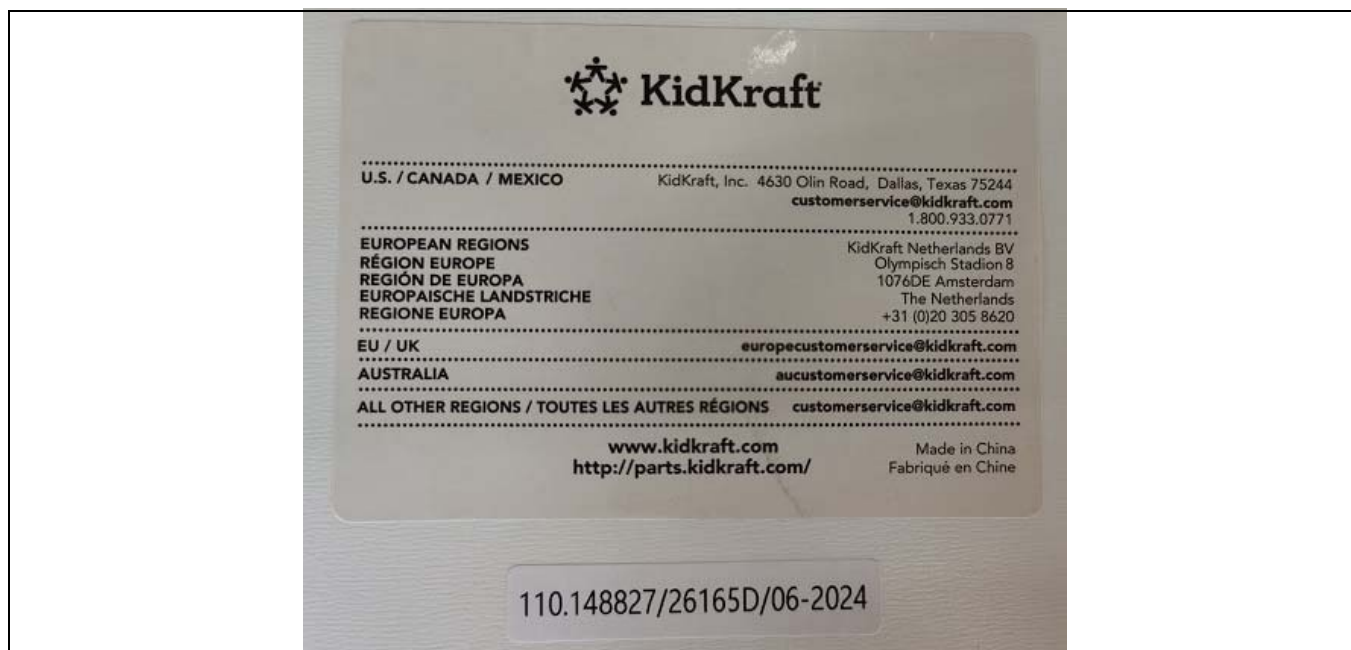 KidKraft
U.S. / CANADA / MEXICO KidKraft, Inc. 4630 Olin Road, Dallas, Texas 75244
customerservice@kidkraft.com
1.800.933.0771
EUROPEAN REGIONS KidKraft Netherlands BV
RÉGION EUROPE Olympisch Stadion 8
REGIÓN DE EUROPA 1076DE Amsterdam
EUROPAISCHE LANDSTRICHE The Netherlands
REGIONE EUROPA +31 (0)20 305 8620
EU / UK europecustomerservice@kidkraft.com
AUSTRALIA aucustomerservice@kidkraft.com
ALL OTHER REGIONS / TOUTES LES AUTRES RÉGIONS customerservice@kidkraft.com
www.kidkraft.com Made in China
http://parts.kidkraft.com/ Fabriqué en Chine
110.148827/26165D/06-2024